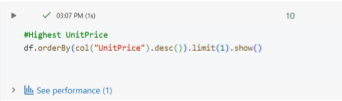 03:07 PM (1s)
10
#Highest UnitPrice
df.orderBy(col("UnitPrice").desc()).limit(1).show()
See performance (1)